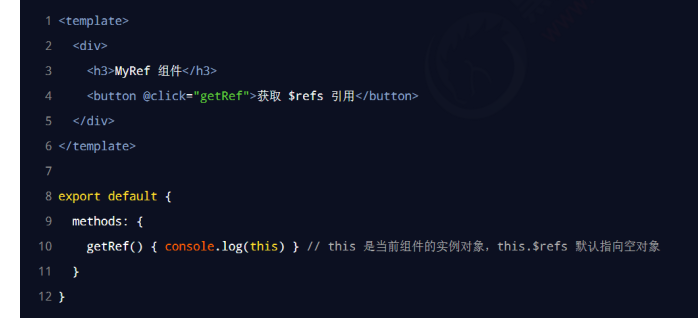 1 <template>
2   <div>
3     <h3>MyRef 组件</h3>
4     <button @click="getRef">获取 $refs 引用</button>
5   </div>
6 </template>
7
8 export default {
9   methods: {
10     getRef() { console.log(this) } // this 是当前组件的实例对象，this.$refs 默认指向空对象
11   }
12 }